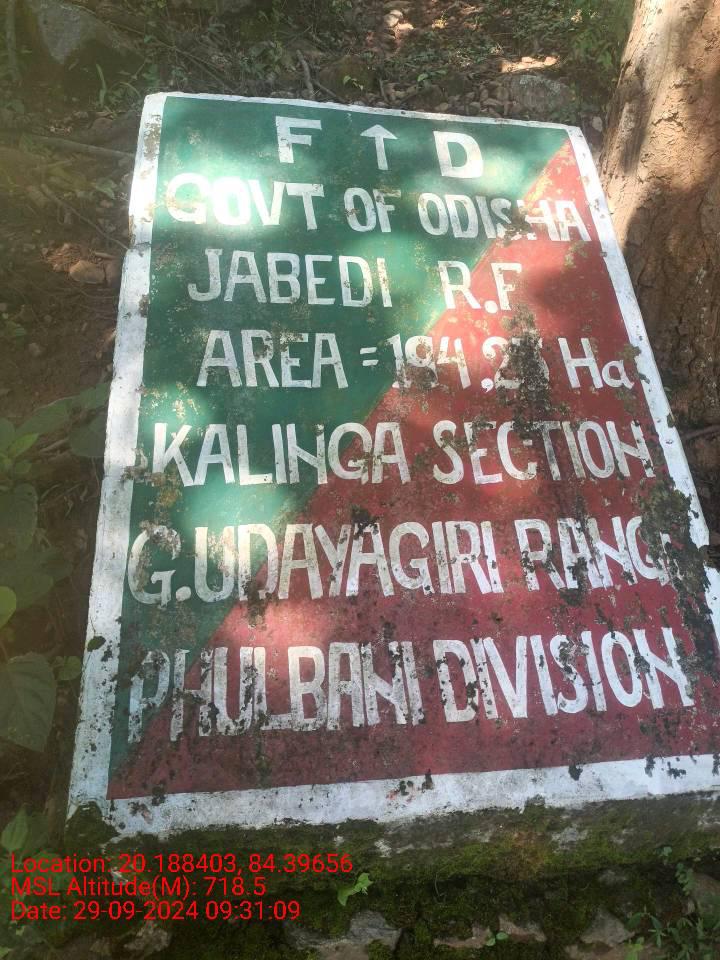 F ↑ D
GOVT OF ODISHA
JABEDI R.F
AREA = Ha
KALINGA SECTION
G.UDAYAGIRI RANG
PHULBANI DIVISION
Location: 20.188403, 84.39656
MSL Altitude(M): 718.5
Date: 29-09-2024 09:31:09